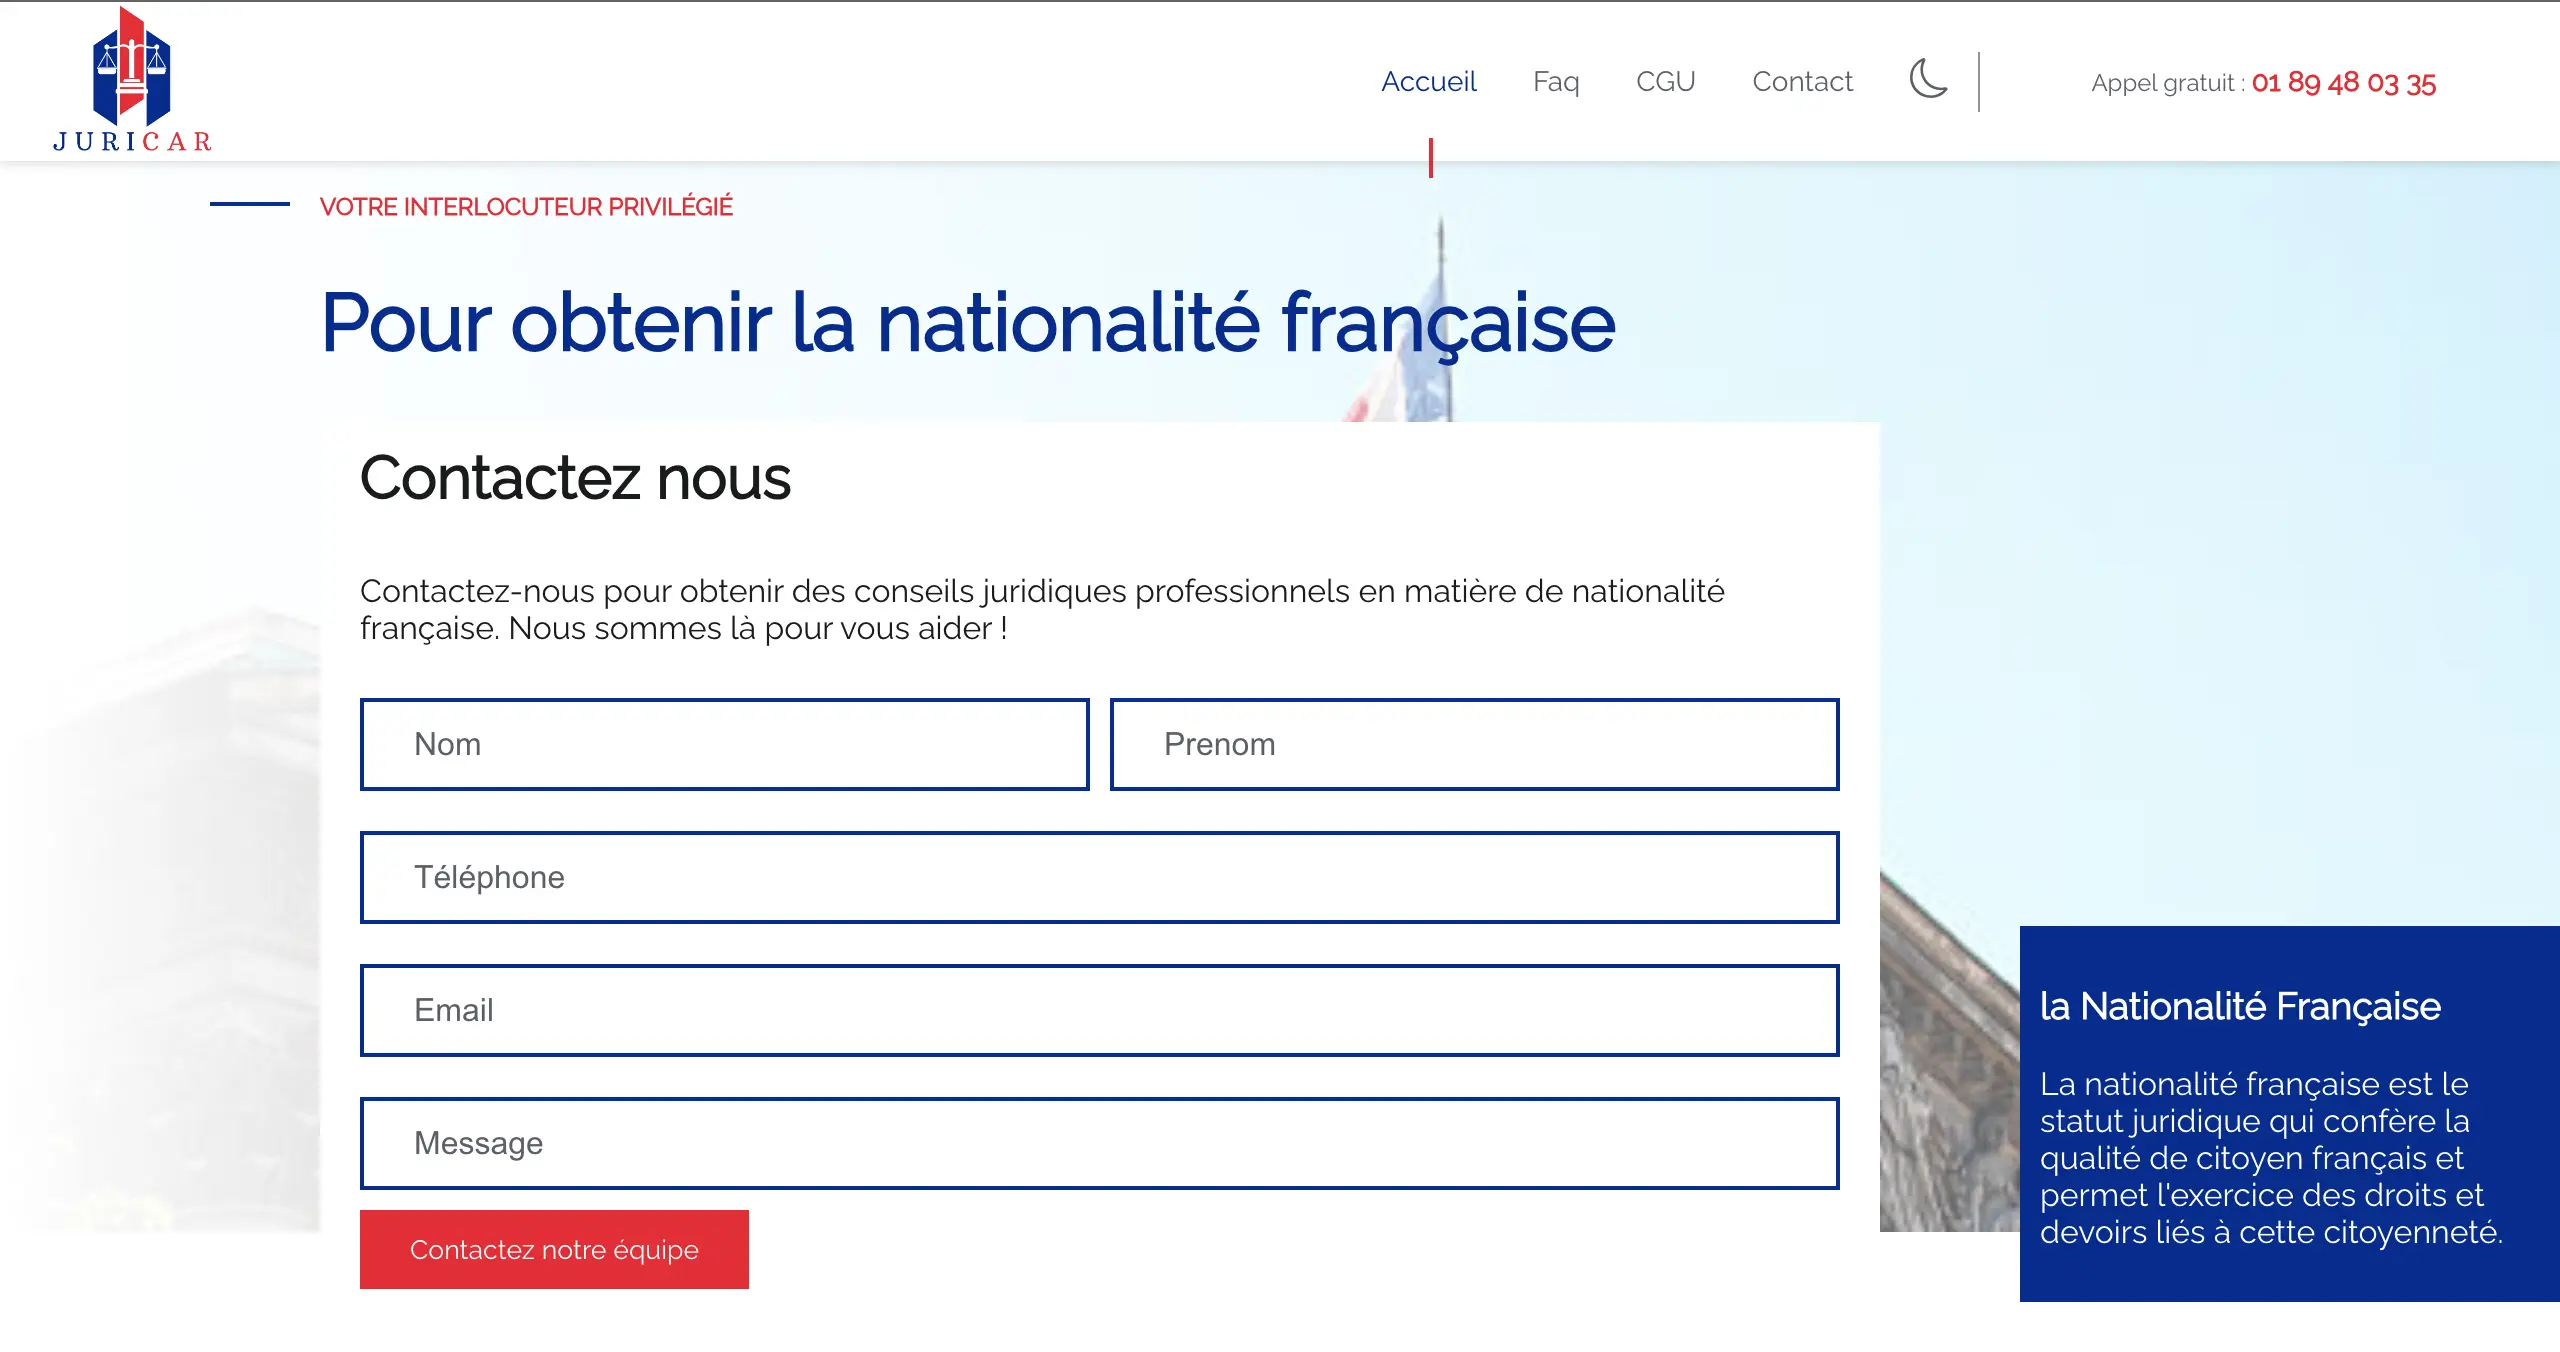 JURICAR
Accueil
Faq
CGU
Contact
Appel gratuit : 01 89 48 03 35
VOTRE INTERLOCUTEUR PRIVILÉGIÉ
Pour obtenir la nationalité française
Contactez nous
Contactez-nous pour obtenir des conseils juridiques professionnels en matière de nationalité
française. Nous sommes là pour vous aider !
Nom
Prenom
Téléphone
Email
Message
Contactez notre équipe
la Nationalité Française
La nationalité française est le
statut juridique qui confère la
qualité de citoyen français et
permet l'exercice des droits et
devoirs liés à cette citoyenneté.